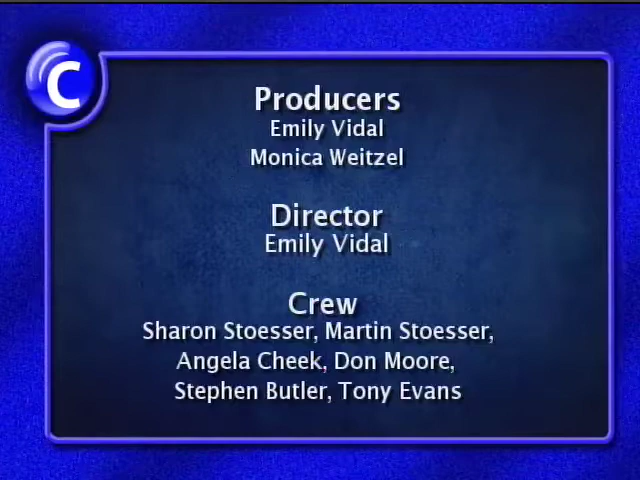 C
Producers
Emily Vidal
Monica Weitzel
Director
Emily Vidal
Crew
Sharon Stoesser, Martin Stoesser,
Angela Cheek, Don Moore,
Stephen Butler, Tony Evans